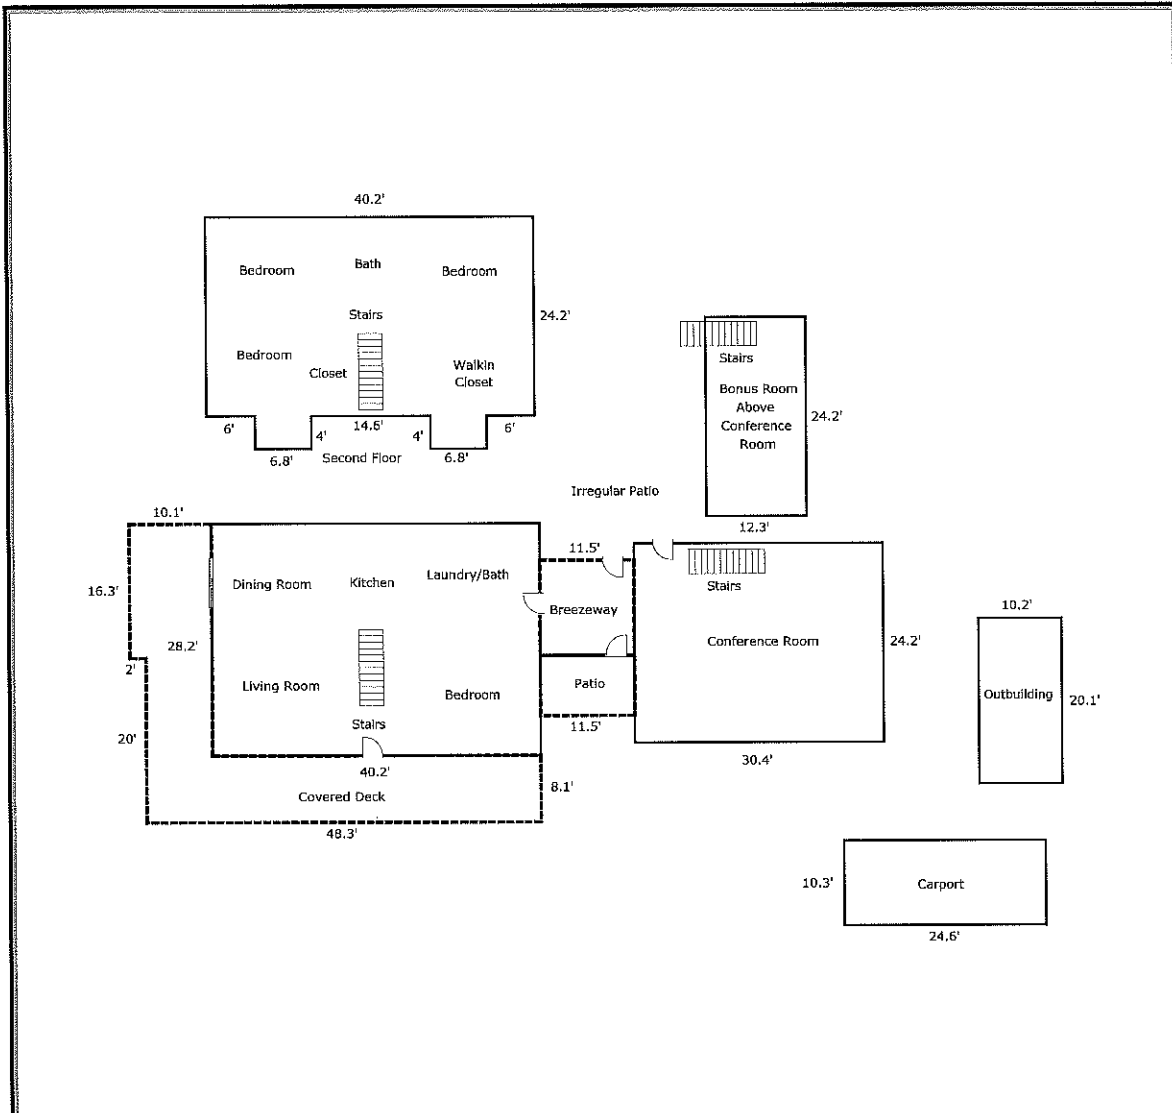 40.2'
Bedroom
Bath
Bedroom
Stairs
24.2'
Bedroom
Closet
Walkin
Closet
6'
4'
14.6'
4'
6'
6.8'
Second Floor
6.8'
Stairs
Bonus Room
Above
Conference
Room
24.2'
12.3'
Irregular Patio
10.1'
16.3'
2'
20'
28.2'
Dining Room
Kitchen
Laundry/Bath
Living Room
Bedroom
Stairs
40.2'
Covered Deck
48.3'
8.1'
11.5'
Breezeway
Patio
11.5'
Stairs
Conference Room
24.2'
30.4'
10.2'
Outbuilding
20.1'
10.3'
Carport
24.6'